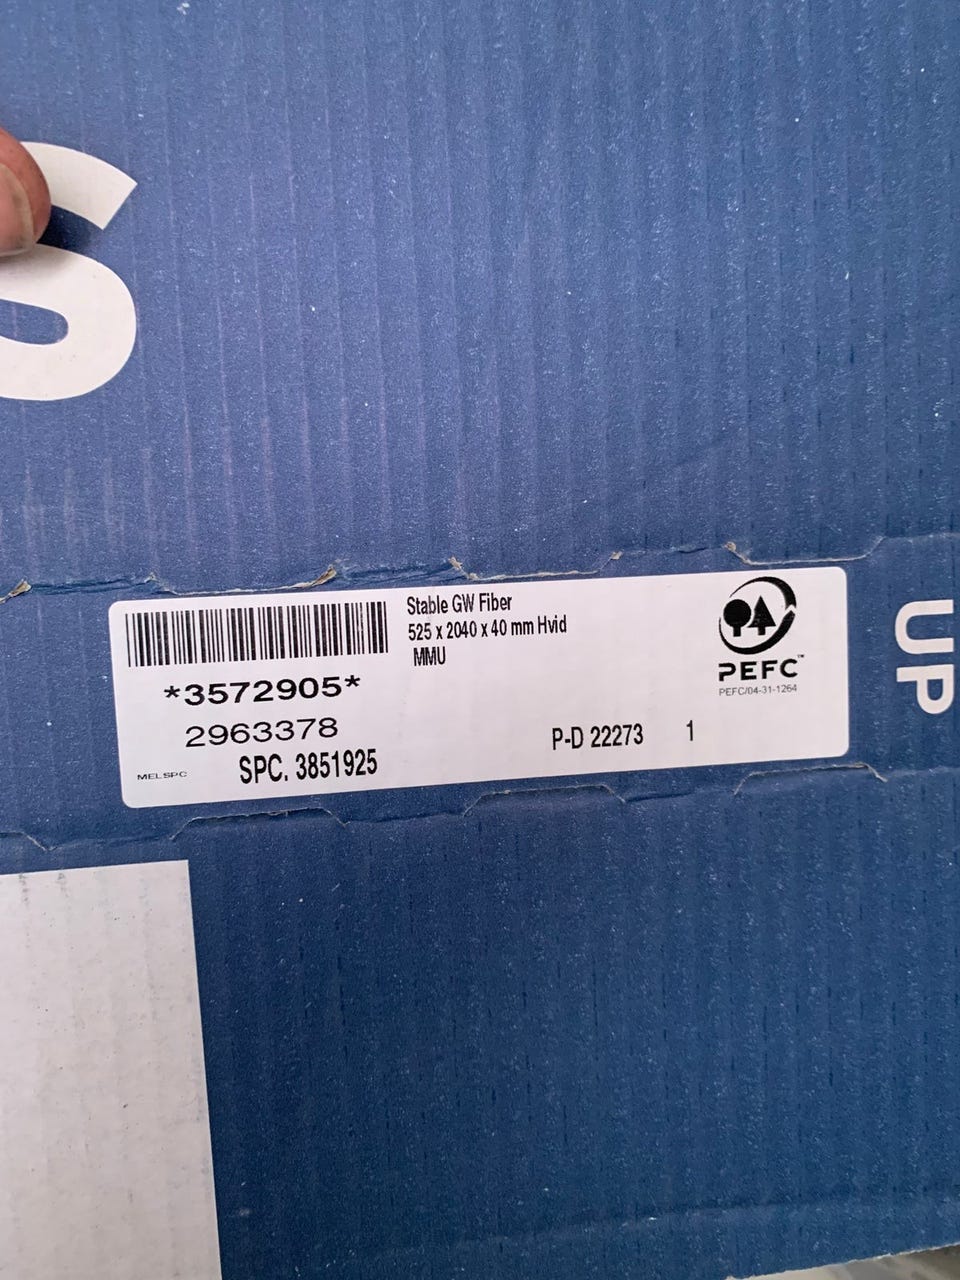 S
Stable GW Fiber
525 x 2040 x 40 mm Hvid
MMU
*3572905*
2963378
SPC. 3851925
MELSPC
P-D 22273 1
PEFC™
PEFC/04-31-1264
UP